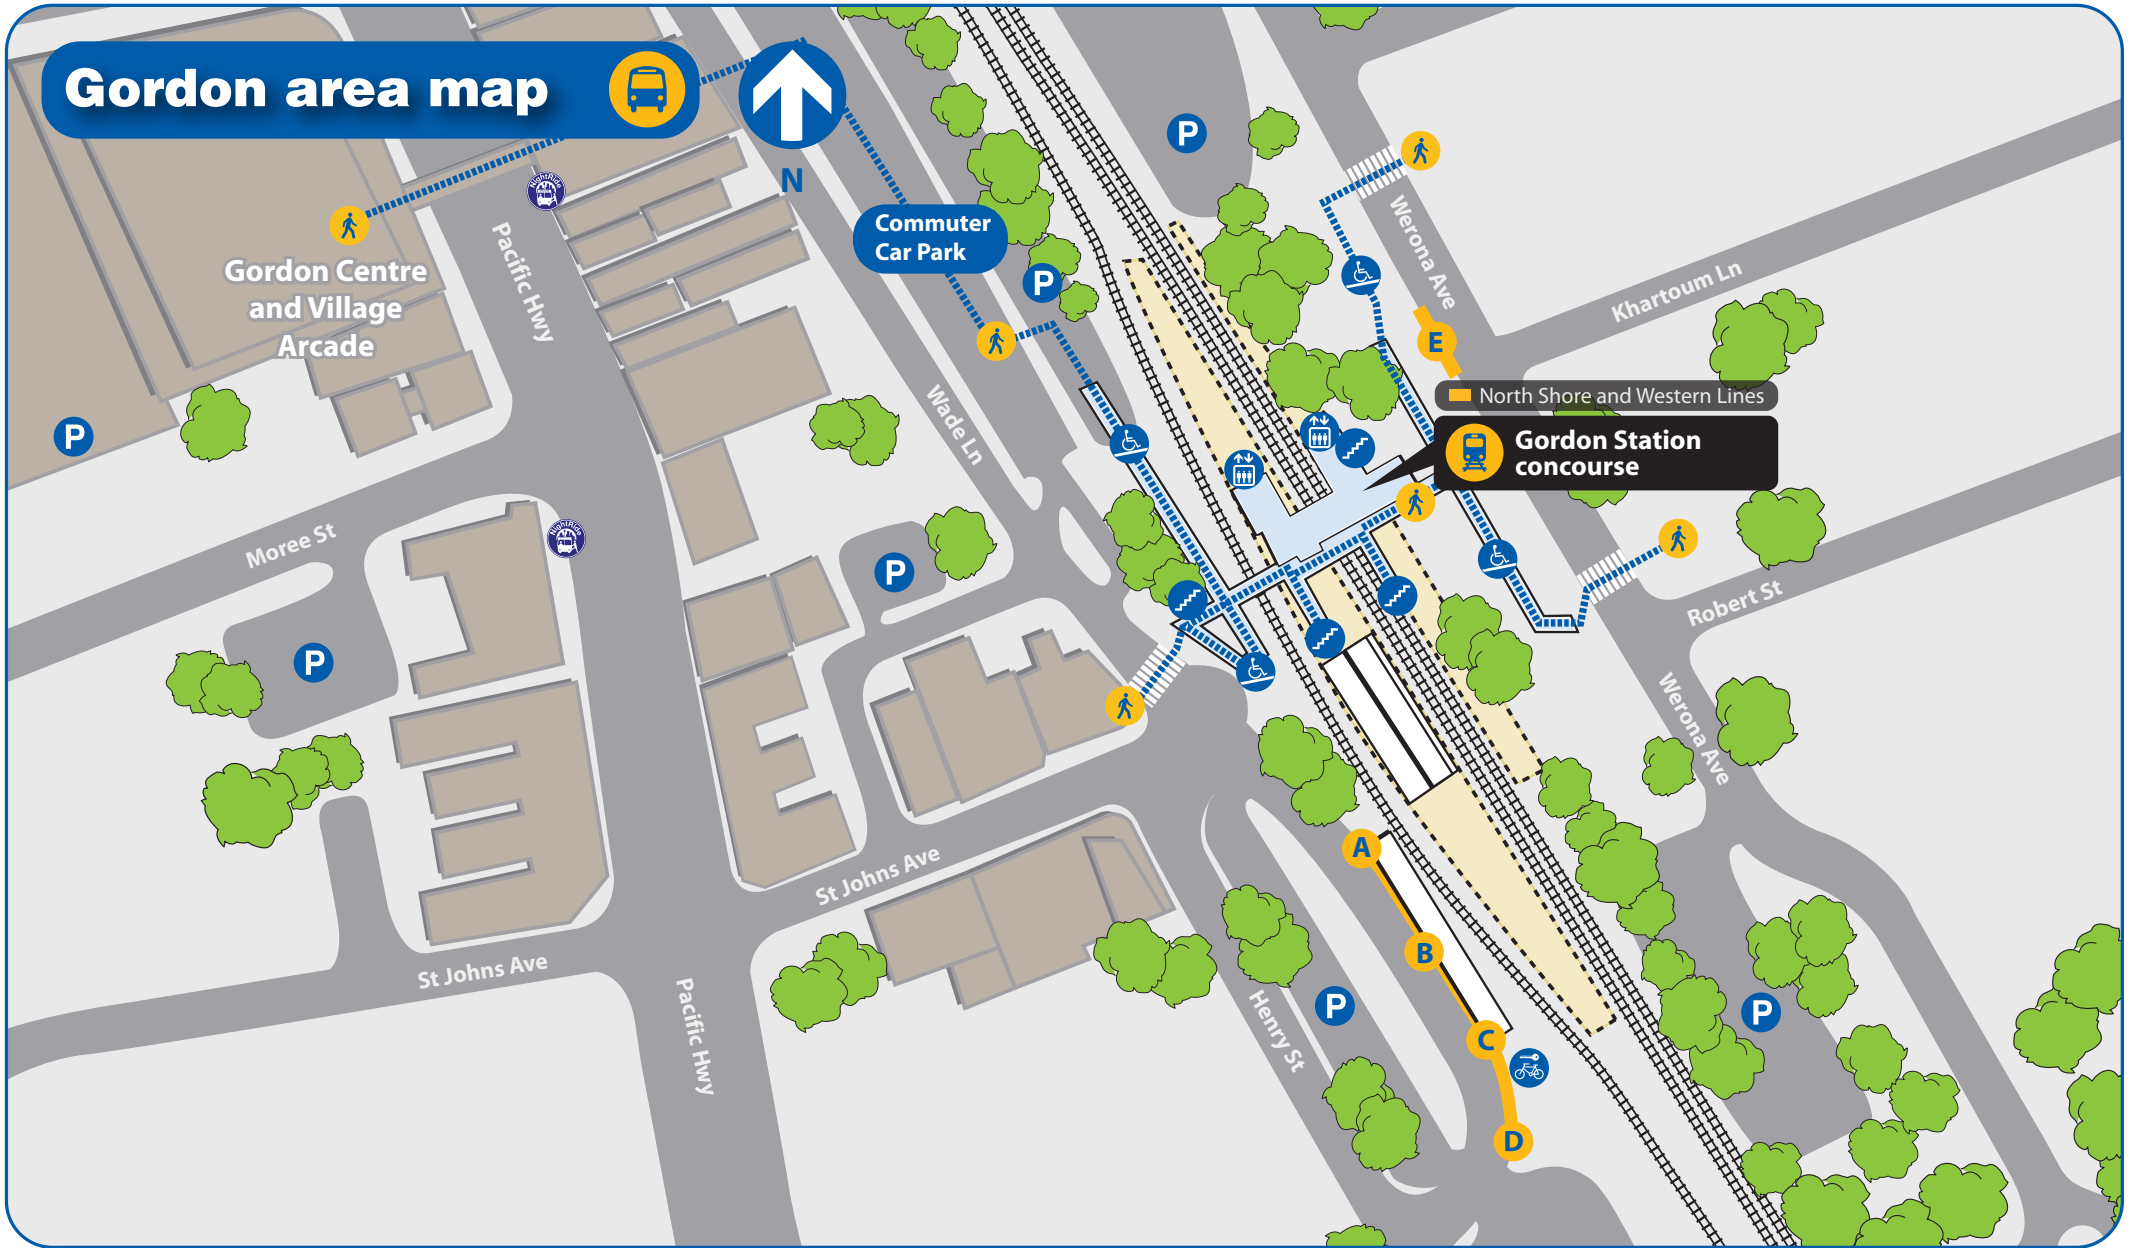 Gordon area map
N
NightRide
Commuter
Car Park
P
P
Gordon Centre
and Village
Arcade
Pacific Hwy
Werona Ave
Khartoum Ln
E
North Shore and Western Lines
Gordon Station
concourse
P
Wade Ln
Moree St
NightRide
P
P
Robert St
Werona Ave
A
St Johns Ave
B
St Johns Ave
Pacific Hwy
Henry St
P
C
P
D